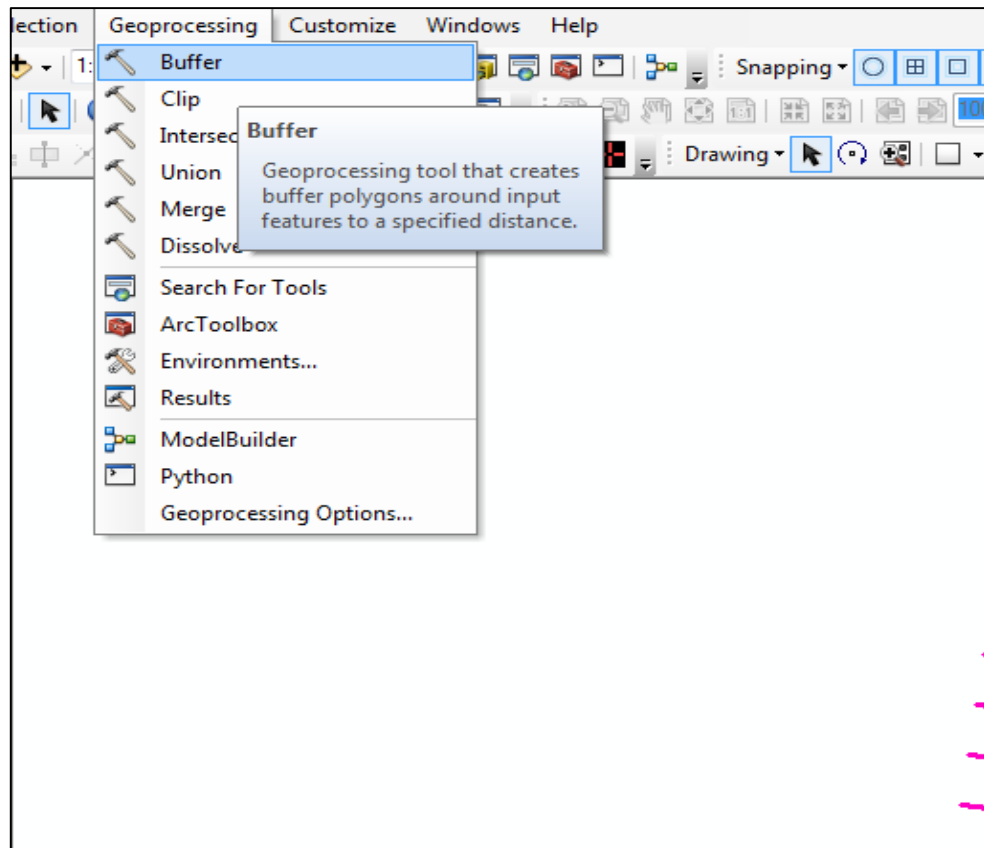 lection Geoprocessing Customize Windows Help
1: Snapping
Drawing
100
Buffer
Clip
Intersec
Union
Merge
Dissolve
Buffer
Geoprocessing tool that creates
buffer polygons around input
features to a specified distance.
Search For Tools
ArcToolbox
Environments...
Results
ModelBuilder
Python
Geoprocessing Options...